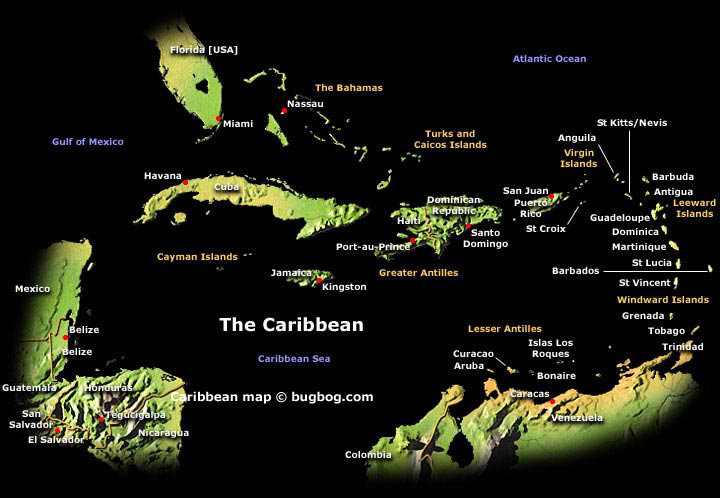 Florida [USA]
Atlantic Ocean
The Bahamas
Nassau
Miami
Gulf of Mexico
Turks and
Caicos Islands
St Kitts/Nevis
Anguila
Virgin
Islands
Havana
Cuba
Barbuda
Antigua
Leeward
Islands
San Juan
Puerto
Rico
Dominican
Republic
Haiti
Guadeloupe
St Croix
Santo
Domingo
Dominica
Port-au-Prince
Martinique
Cayman Islands
St Lucia
Jamaica
Greater Antilles
Barbados
Kingston
St Vincent
Mexico
Windward Islands
Grenada
The Caribbean
Lesser Antilles
Tobago
Belize
Islas Los
Roques
Trinidad
Belize
Curacao
Caribbean Sea
Aruba
Bonaire
Guatemala
Honduras
Caribbean map © bugbog.com
Caracas
San
Salvador
Tegucigalpa
Venezuela
El Salvador
Nicaragua
Colombia